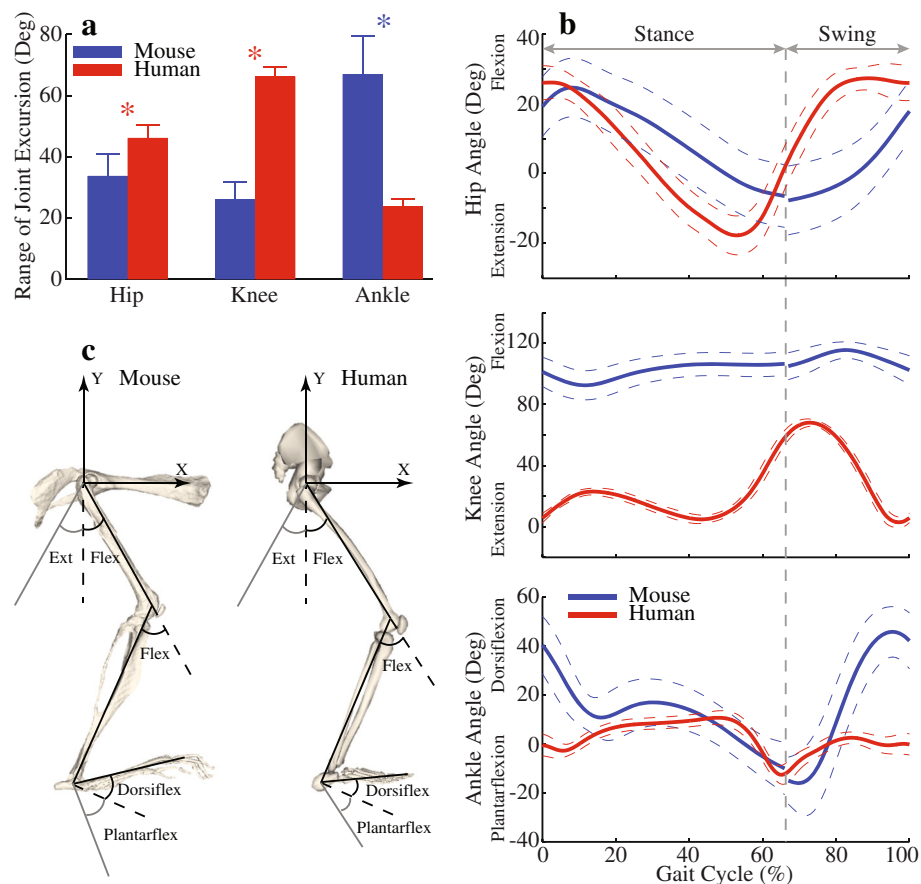 a
Range of Joint Excursion (Deg)
80
60
40
20
0
Mouse
Human
*
*
*
Hip
Knee
Ankle
b
Stance
Swing
Hip Angle (Deg)
Flexion
Extension
40
20
0
-20
Knee Angle (Deg)
Flexion
Extension
120
80
40
0
Ankle Angle (Deg)
Dorsiflexion
Plantarflexion
60
40
20
0
-20
-40
Mouse
Human
0
20
40
60
80
100
Gait Cycle (%)
c
Y
Mouse
X
Ext
Flex
Flex
Dorsiflex
Plantarflex
Y
Human
X
Ext
Flex
Flex
Dorsiflex
Plantarflex